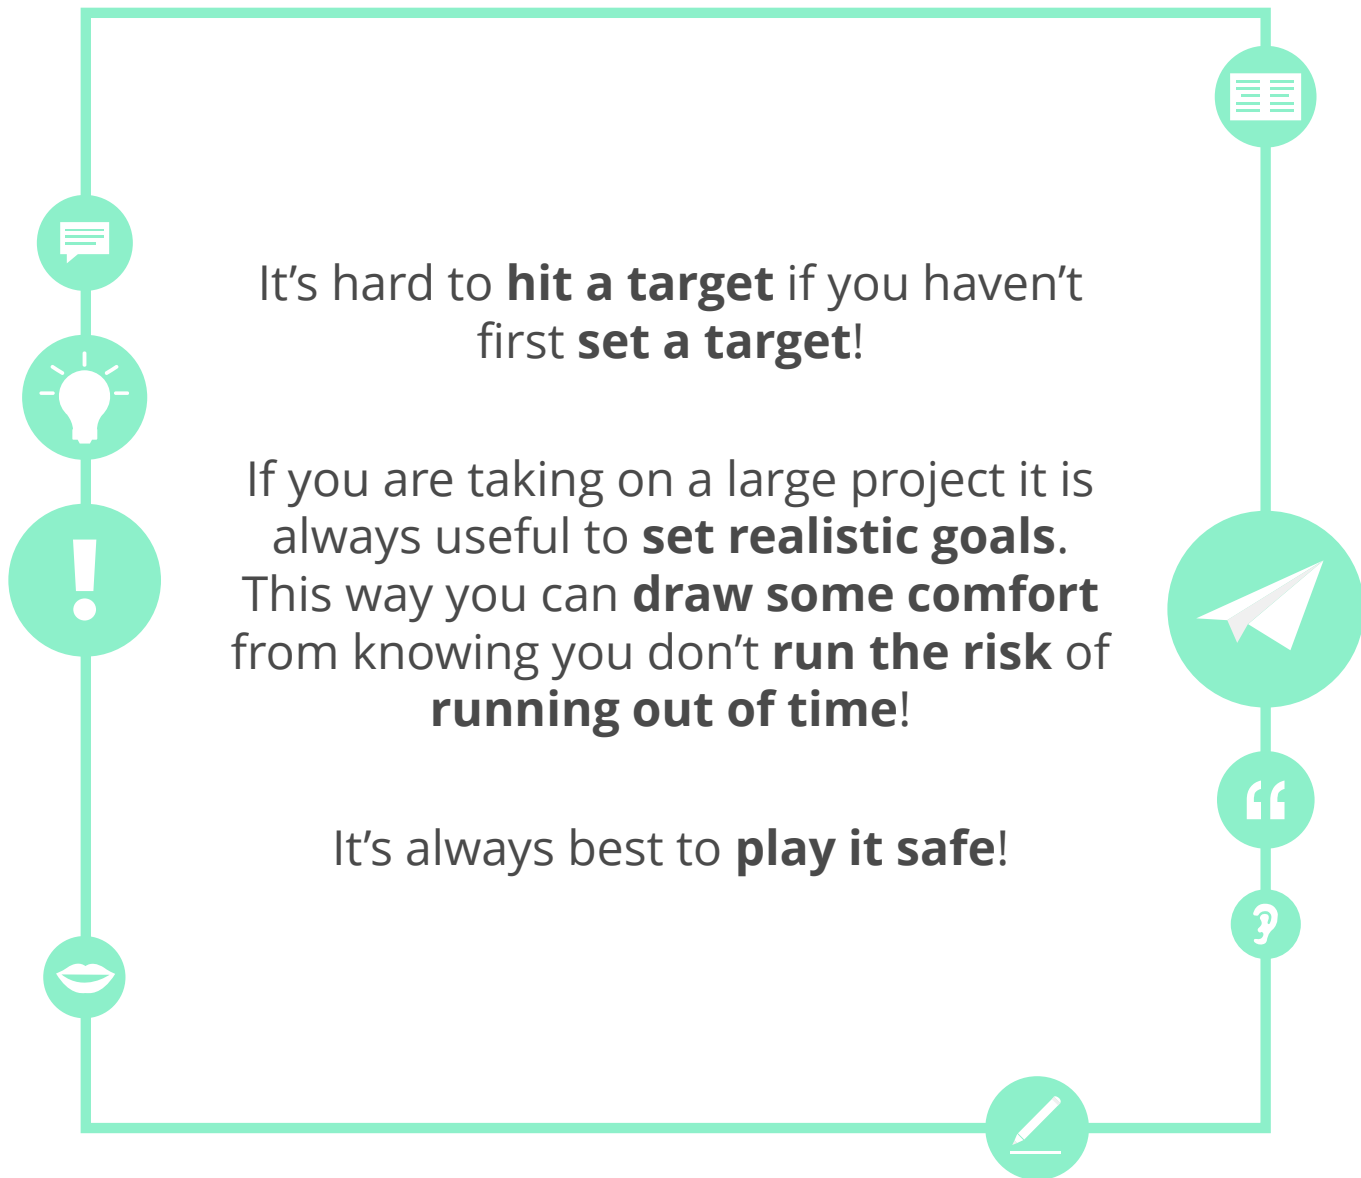 It’s hard to hit a target if you haven’t
first set a target!
If you are taking on a large project it is
always useful to set realistic goals.
This way you can draw some comfort
from knowing you don’t run the risk of
running out of time!
It’s always best to play it safe!